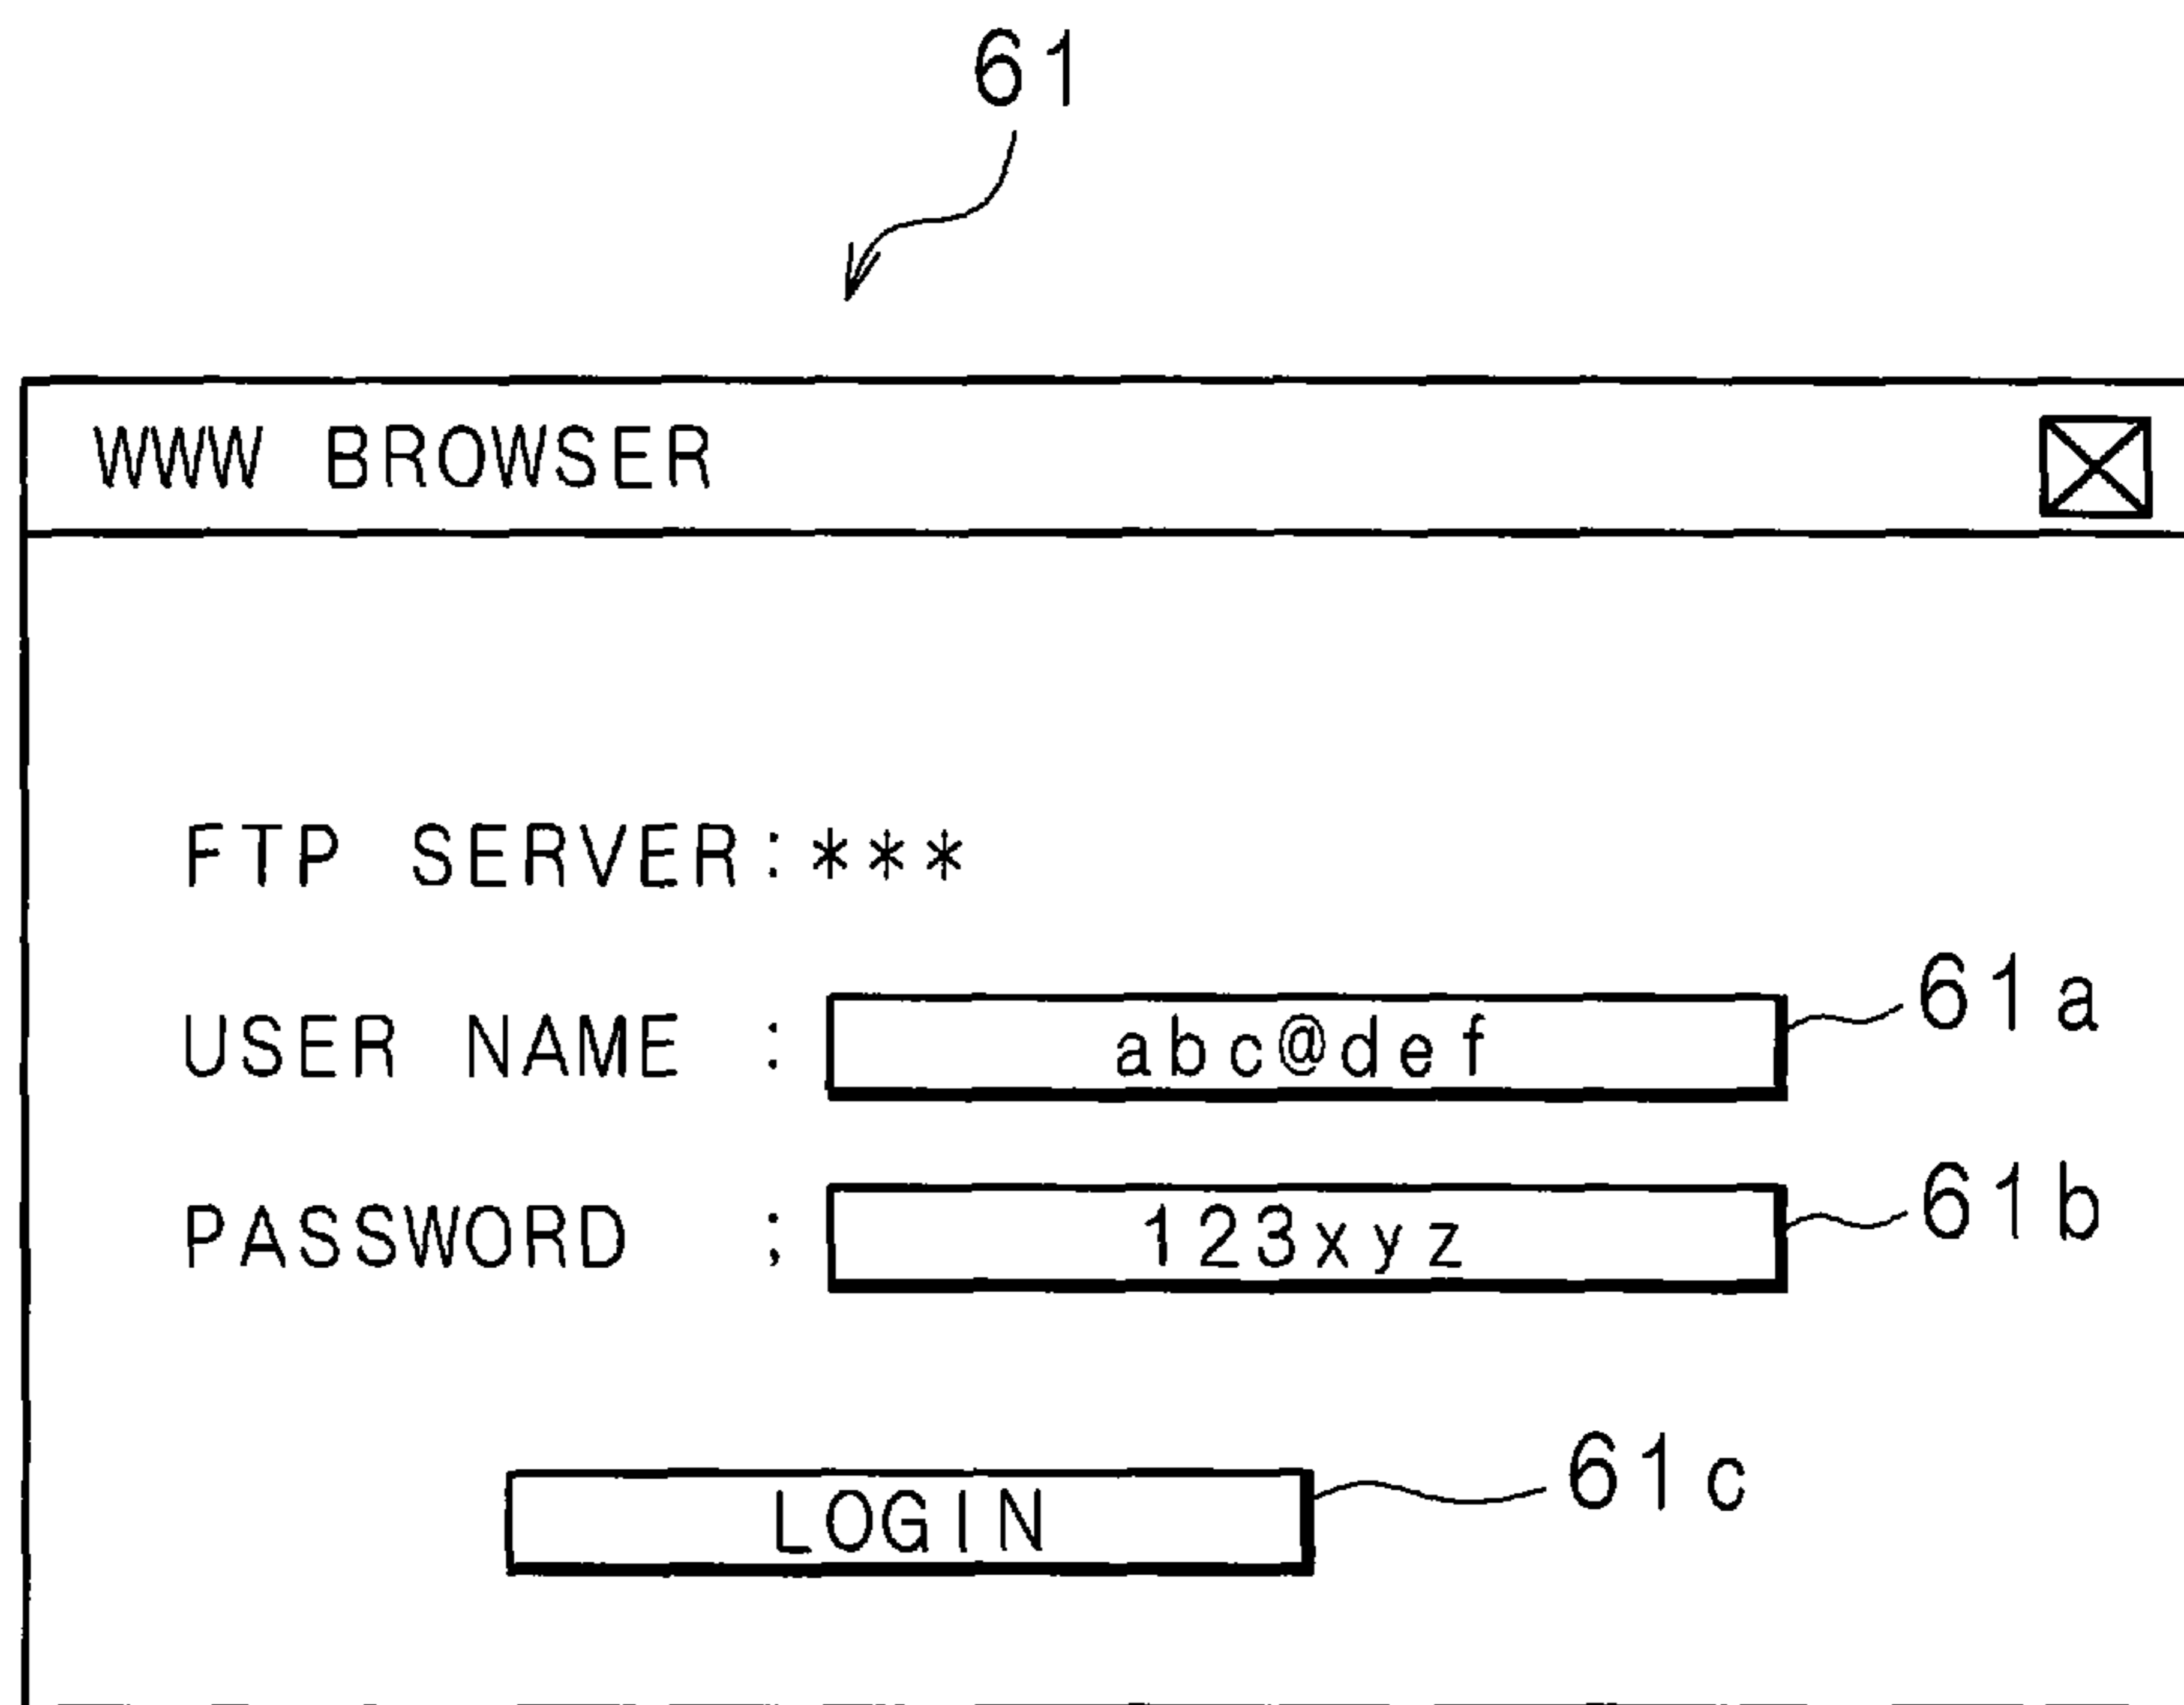 61
WWW BROWSER
FTP SERVER:***
USER NAME : abc@def 61a
PASSWORD ; 123xyz 61b
LOGIN 61c